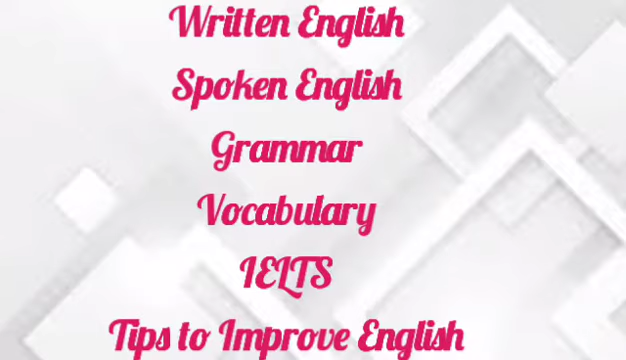 Written English
Spoken English
Grammar
Vocabulary
IELTS
Tips to Improve English